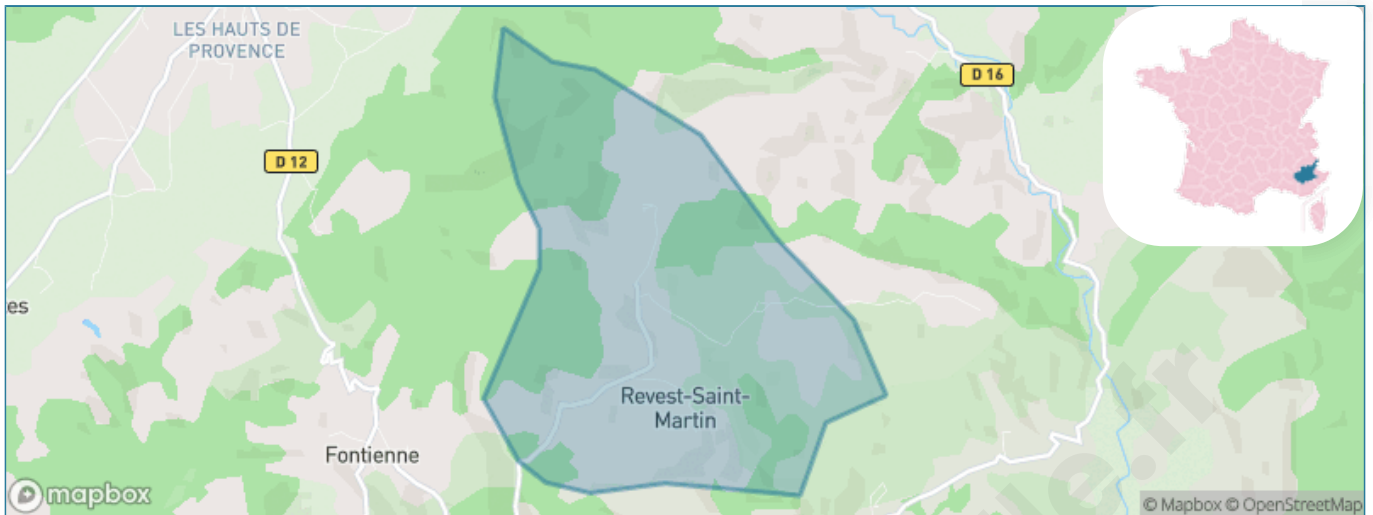 LES HAUTS DE
PROVENCE
D 16
D 12
es
Revest-Saint-
Martin
Fontienne
mapbox
© Mapbox © OpenStreetMap